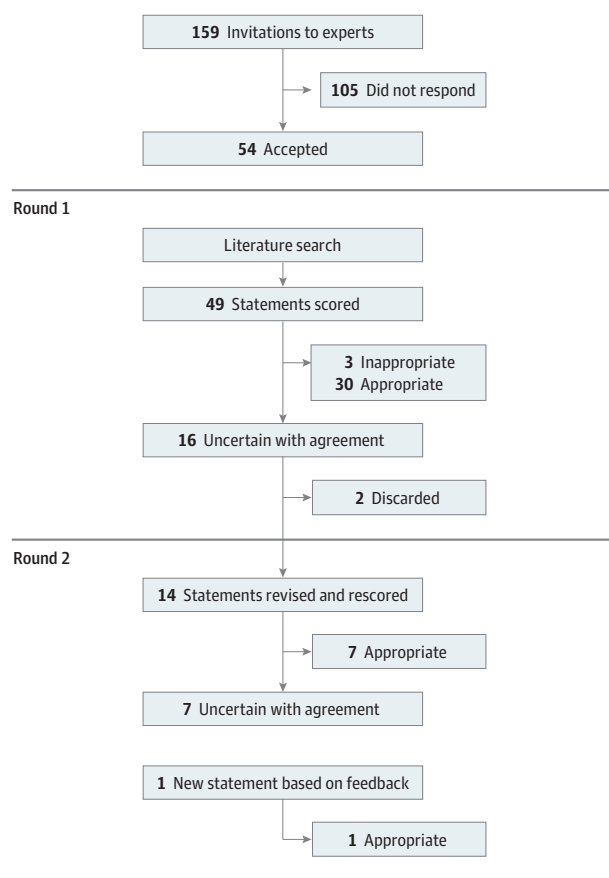 159 Invitations to experts
105 Did not respond
54 Accepted
Round 1
Literature search
49 Statements scored
3 Inappropriate
30 Appropriate
16 Uncertain with agreement
2 Discarded
Round 2
14 Statements revised and rescored
7 Appropriate
7 Uncertain with agreement
1 New statement based on feedback
1 Appropriate